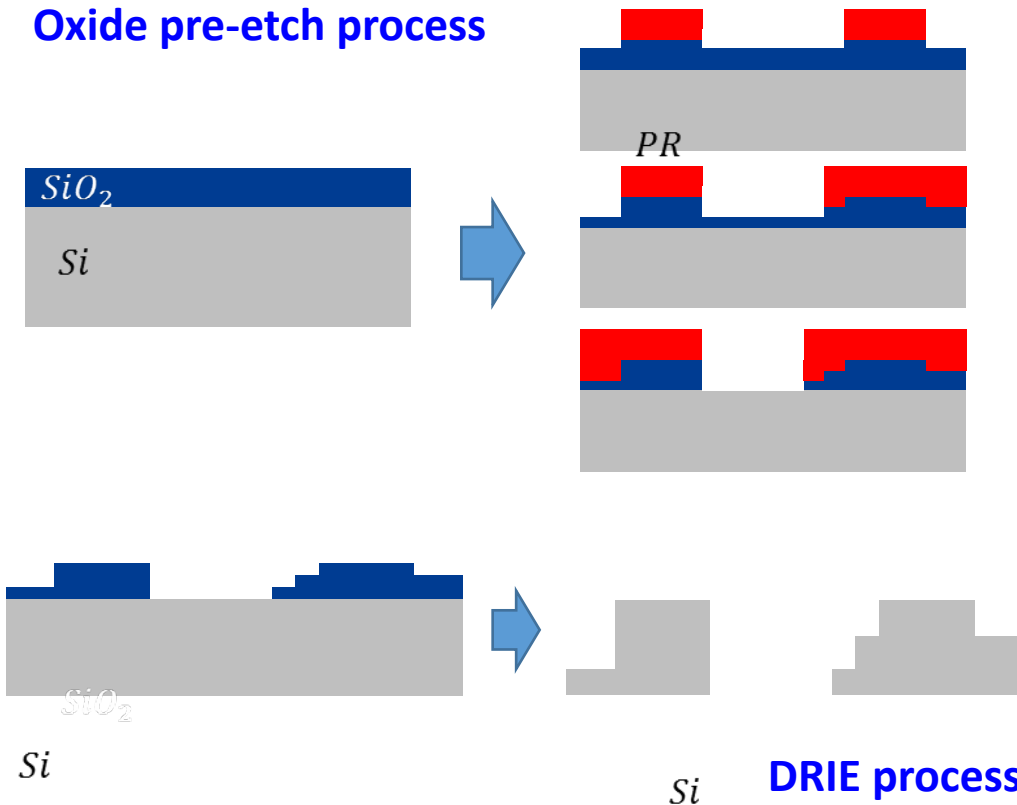 Oxide pre-etch process
PR
SiO₂
Si
SiO₂
Si
Si
DRIE process